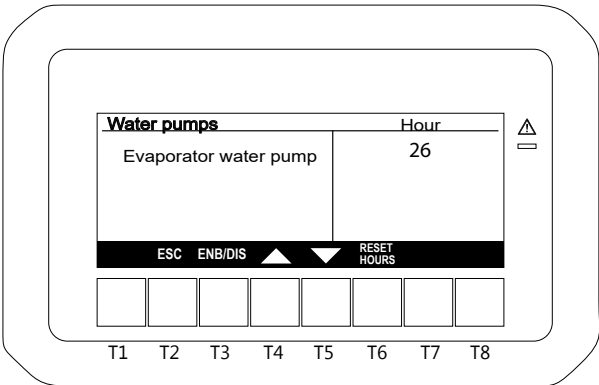 Water pumps Hour
Evaporator water pump 26
ESC ENB/DIS RESET
HOURS
T1 T2 T3 T4 T5 T6 T7 T8